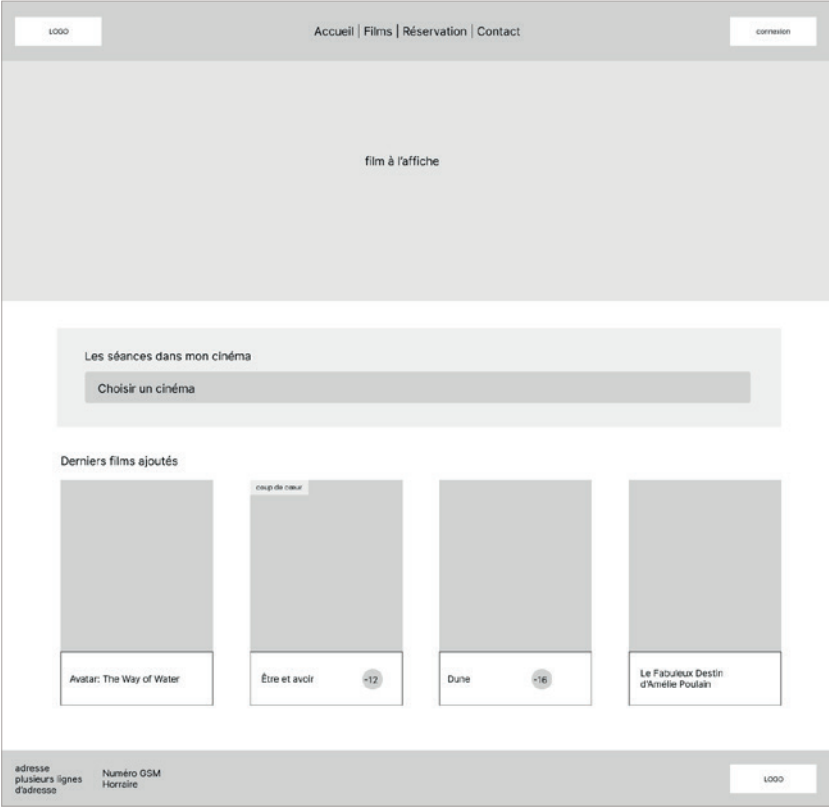 LOGO
Accueil | Films | Réservation | Contact
connexion
film à l'affiche
Les séances dans mon cinéma
Choisir un cinéma
Derniers films ajoutés
coup de cœur
Avatar: The Way of Water
Être et avoir
-12
Dune
-16
Le Fabuleux Destin
d'Amélie Poulain
adresse
plusieurs lignes
d'adresse
Numéro GSM
Horraire
LOGO